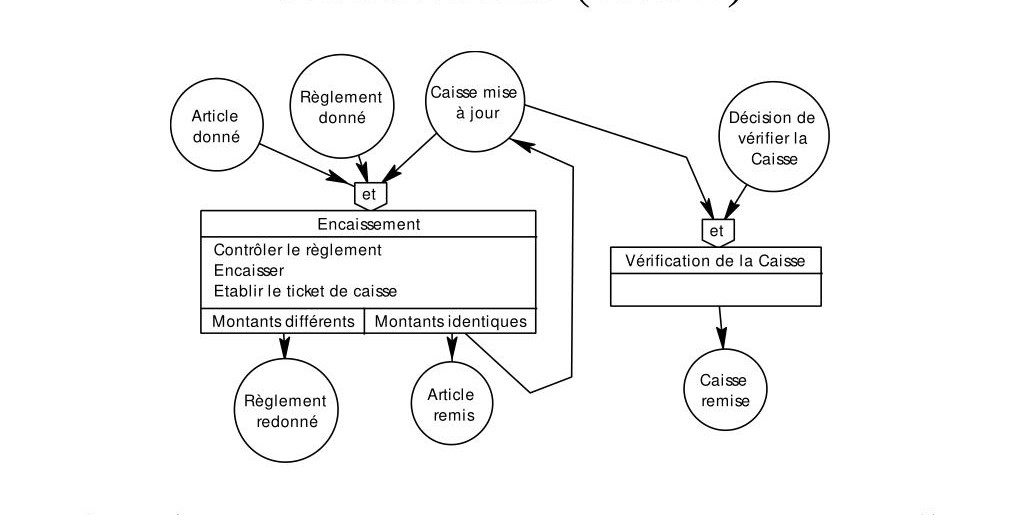 Article
donné
Règlement
donné
Caisse mise
à jour
Décision de
vérifier la
Caisse
et
et
Encaissement
Contrôler le règlement
Encaisser
Etablir le ticket de caisse
Montants différents
Montants identiques
Vérification de la Caisse
Règlement
redonné
Article
remis
Caisse
remise